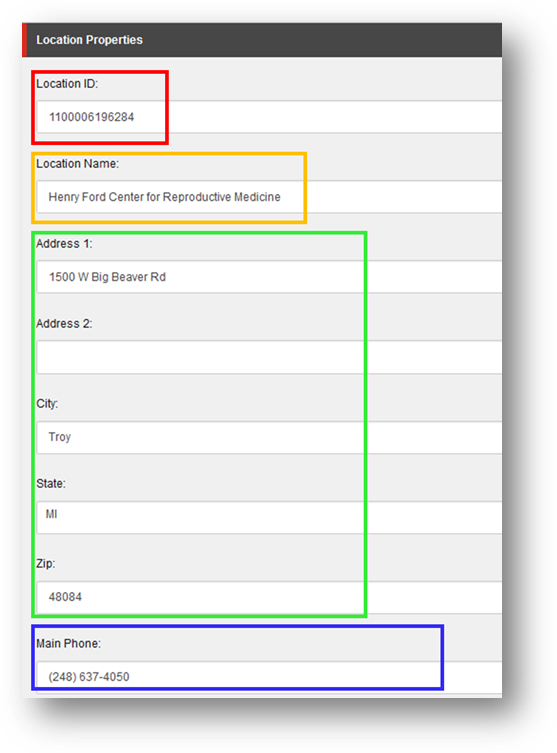 Location Properties
Location ID:
1100006196284
Location Name:
Henry Ford Center for Reproductive Medicine
Address 1:
1500 W Big Beaver Rd
Address 2:
City:
Troy
State:
MI
Zip:
48084
Main Phone:
(248) 637-4050